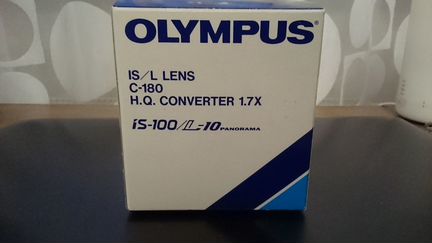 OLYMPUS®
IS/L LENS
C-180
H.Q. CONVERTER 1.7X
iS-100/L-10 PANORAMA